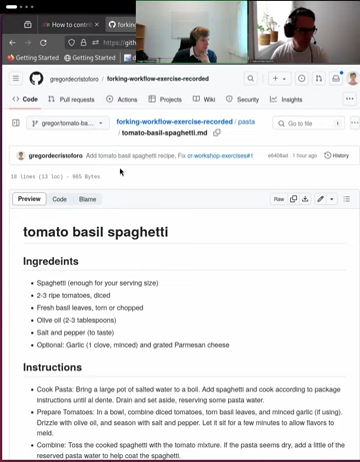 How to contri
forking
https://gith
Getting Started
Getting Started
gregordecristoforo / forking-workflow-exercise-recorded
Code
Pull requests
Actions
Projects
Wiki
Security
Insights
gregor/tomato-ba...
forking-workflow-exercise-recorded / pasta
/ tomato-basil-spaghetti.md
Go to file
gregordecristoforo Add tomato basil spaghetti recipe. Fix cr-workshop-exercises#1
· 1 hour ago
History
18 lines (13 loc) · 985 Bytes
Preview
Code
Blame
Raw
tomato basil spaghetti
Ingredeints
• Spaghetti (enough for your serving size)
• 2-3 ripe tomatoes, diced
• Fresh basil leaves, torn or chopped
• Olive oil (2-3 tablespoons)
• Salt and pepper (to taste)
• Optional: Garlic (1 clove, minced) and grated Parmesan cheese
Instructions
• Cook Pasta: Bring a large pot of salted water to a boil. Add spaghetti and cook according to package
instructions until al dente. Drain and set aside, reserving some pasta water.
• Prepare Tomatoes: In a bowl, combine diced tomatoes, torn basil leaves, and minced garlic (if using).
Drizzle with olive oil, and season with salt and pepper. Let it sit for a few minutes to allow flavors to
meld.
• Combine: Toss the cooked spaghetti with the tomato mixture. If the pasta seems dry, add a little of the
reserved pasta water to help coat the spaghetti.